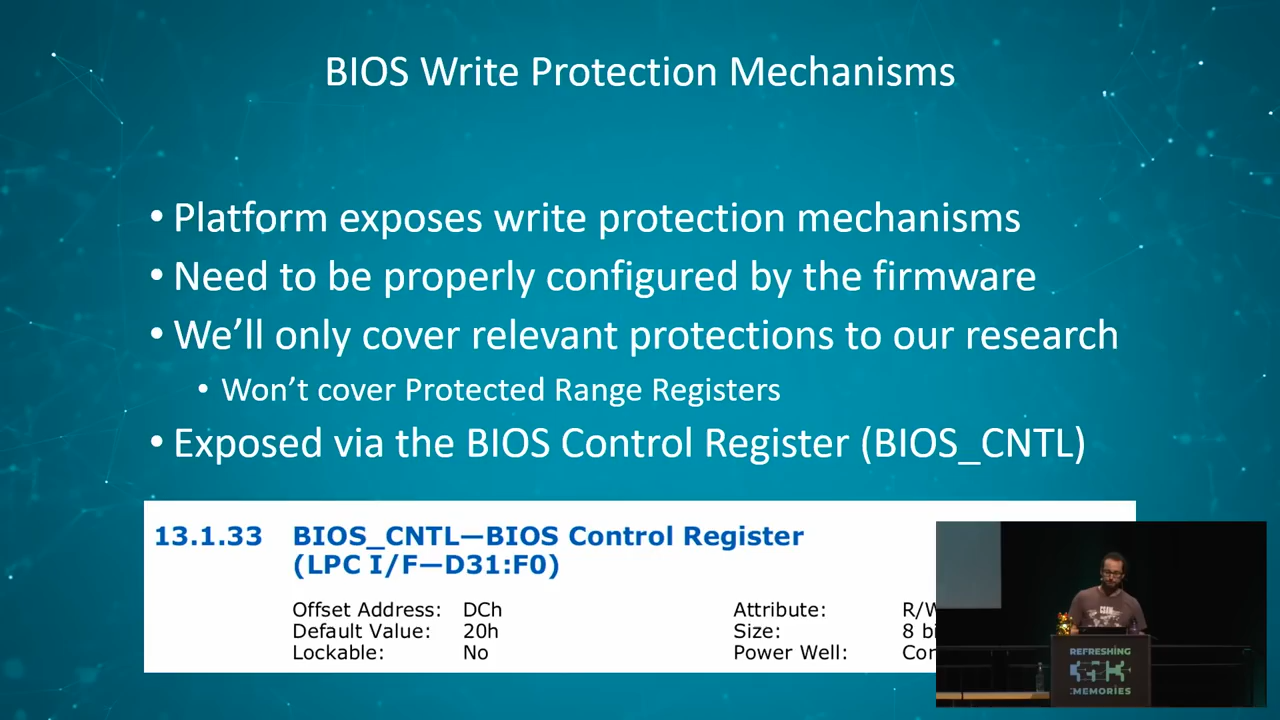 BIOS Write Protection Mechanisms
• Platform exposes write protection mechanisms
• Need to be properly configured by the firmware
• We'll only cover relevant protections to our research
• Won't cover Protected Range Registers
• Exposed via the BIOS Control Register (BIOS_CNTL)
13.1.33 BIOS_CNTL—BIOS Control Register
(LPC I/F—D31:F0)
Offset Address: DCh Attribute: R/W
Default Value: 20h Size: 8 bi
Lockable: No Power Well: Cor
REFRESHING
MEMORIES